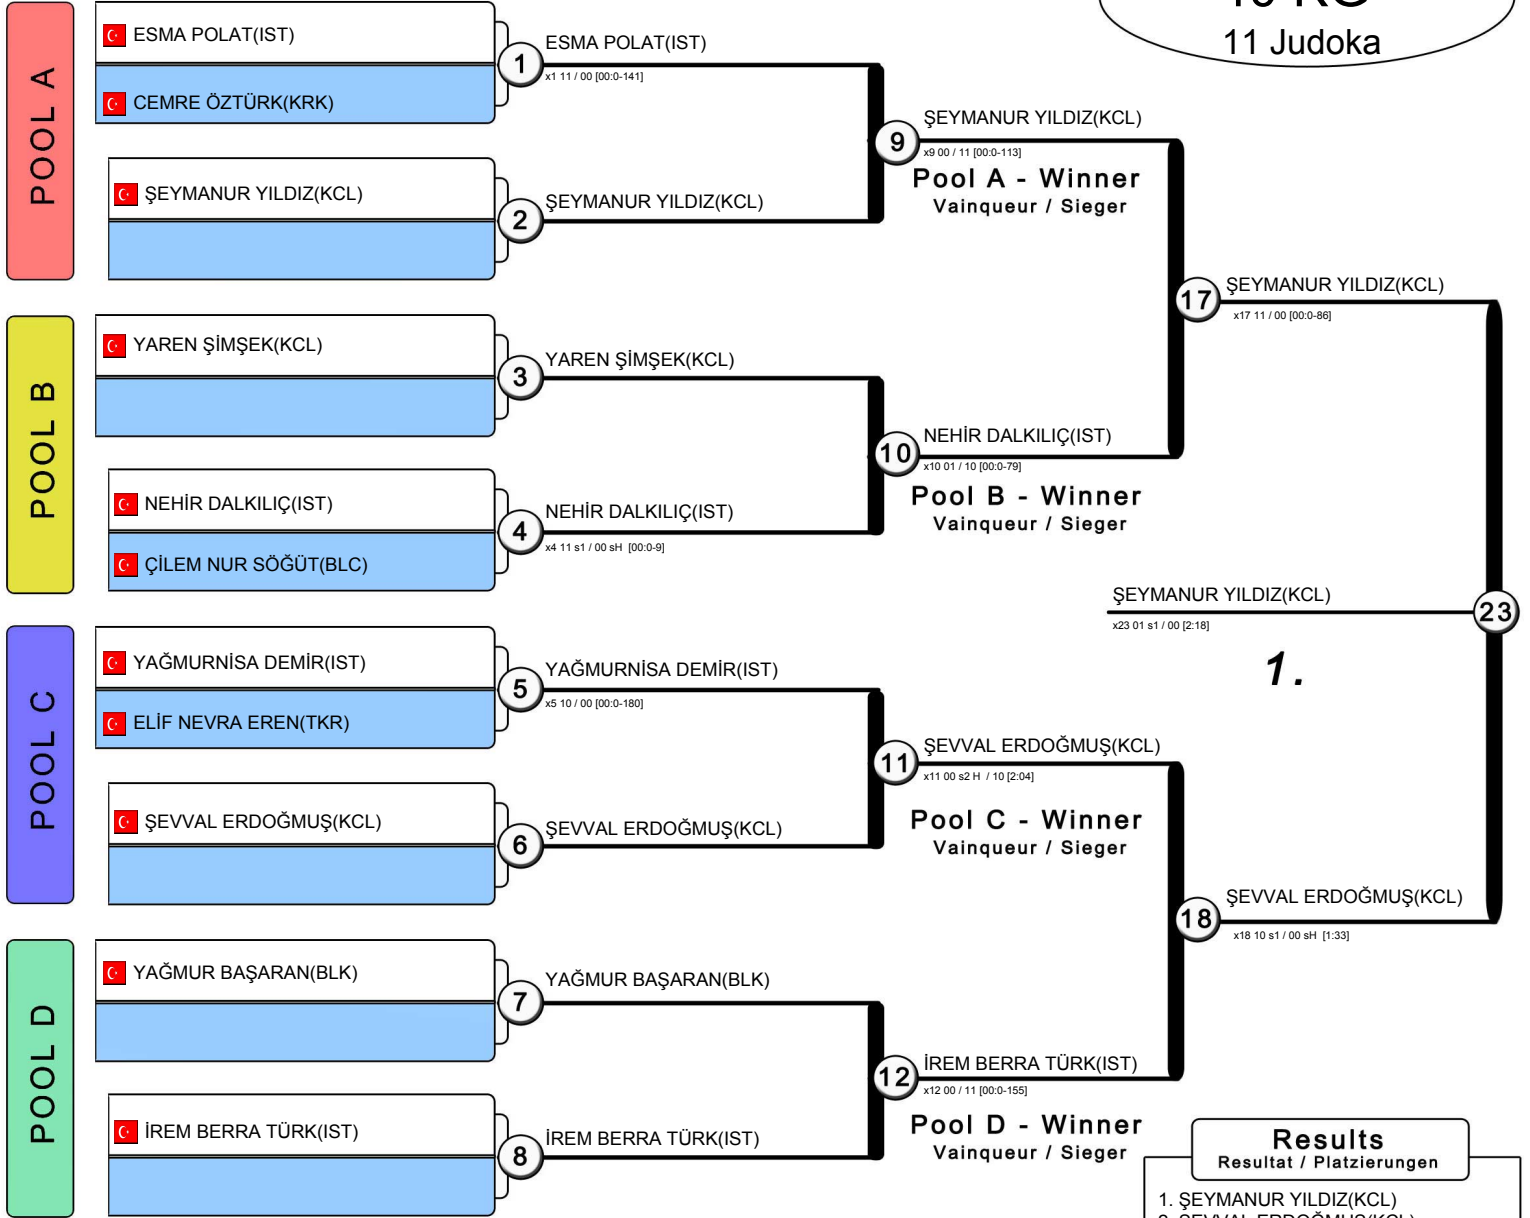 KG
11 Judoka
POOL A
ESMA POLAT(IST)
CEMRE ÖZTÜRK(KRK)
1
ESMA POLAT(IST)
x1 11 / 00 [00:0-141]
ŞEYMANUR YILDIZ(KCL)
2
ŞEYMANUR YILDIZ(KCL)
9
ŞEYMANUR YILDIZ(KCL)
x9 00 / 11 [00:0-113]
Pool A - Winner
Vainqueur / Sieger
POOL B
YAREN ŞİMŞEK(KCL)
3
YAREN ŞİMŞEK(KCL)
NEHİR DALKILIÇ(IST)
ÇİLEM NUR SÖĞÜT(BLC)
4
NEHİR DALKILIÇ(IST)
x4 11 s1 / 00 sH [00:0-9]
10
NEHİR DALKILIÇ(IST)
x10 01 / 10 [00:0-79]
Pool B - Winner
Vainqueur / Sieger
17
ŞEYMANUR YILDIZ(KCL)
x17 11 / 00 [00:0-86]
POOL C
YAĞMURNİSA DEMİR(IST)
ELİF NEVRA EREN(TKR)
5
YAĞMURNİSA DEMİR(IST)
x5 10 / 00 [00:0-180]
ŞEVVAL ERDOĞMUŞ(KCL)
6
ŞEVVAL ERDOĞMUŞ(KCL)
11
ŞEVVAL ERDOĞMUŞ(KCL)
x11 00 s2 H / 10 [2:04]
Pool C - Winner
Vainqueur / Sieger
POOL D
YAĞMUR BAŞARAN(BLK)
7
YAĞMUR BAŞARAN(BLK)
İREM BERRA TÜRK(IST)
8
İREM BERRA TÜRK(IST)
12
İREM BERRA TÜRK(IST)
x12 00 / 11 [00:0-155]
Pool D - Winner
Vainqueur / Sieger
18
ŞEVVAL ERDOĞMUŞ(KCL)
x18 10 s1 / 00 sH [1:33]
ŞEYMANUR YILDIZ(KCL)
23
x23 01 s1 / 00 [2:18]
1.
Results
Resultat / Platzierungen
1. ŞEYMANUR YILDIZ(KCL)
2. ŞEVVAL ERDOĞMUŞ(KCL)